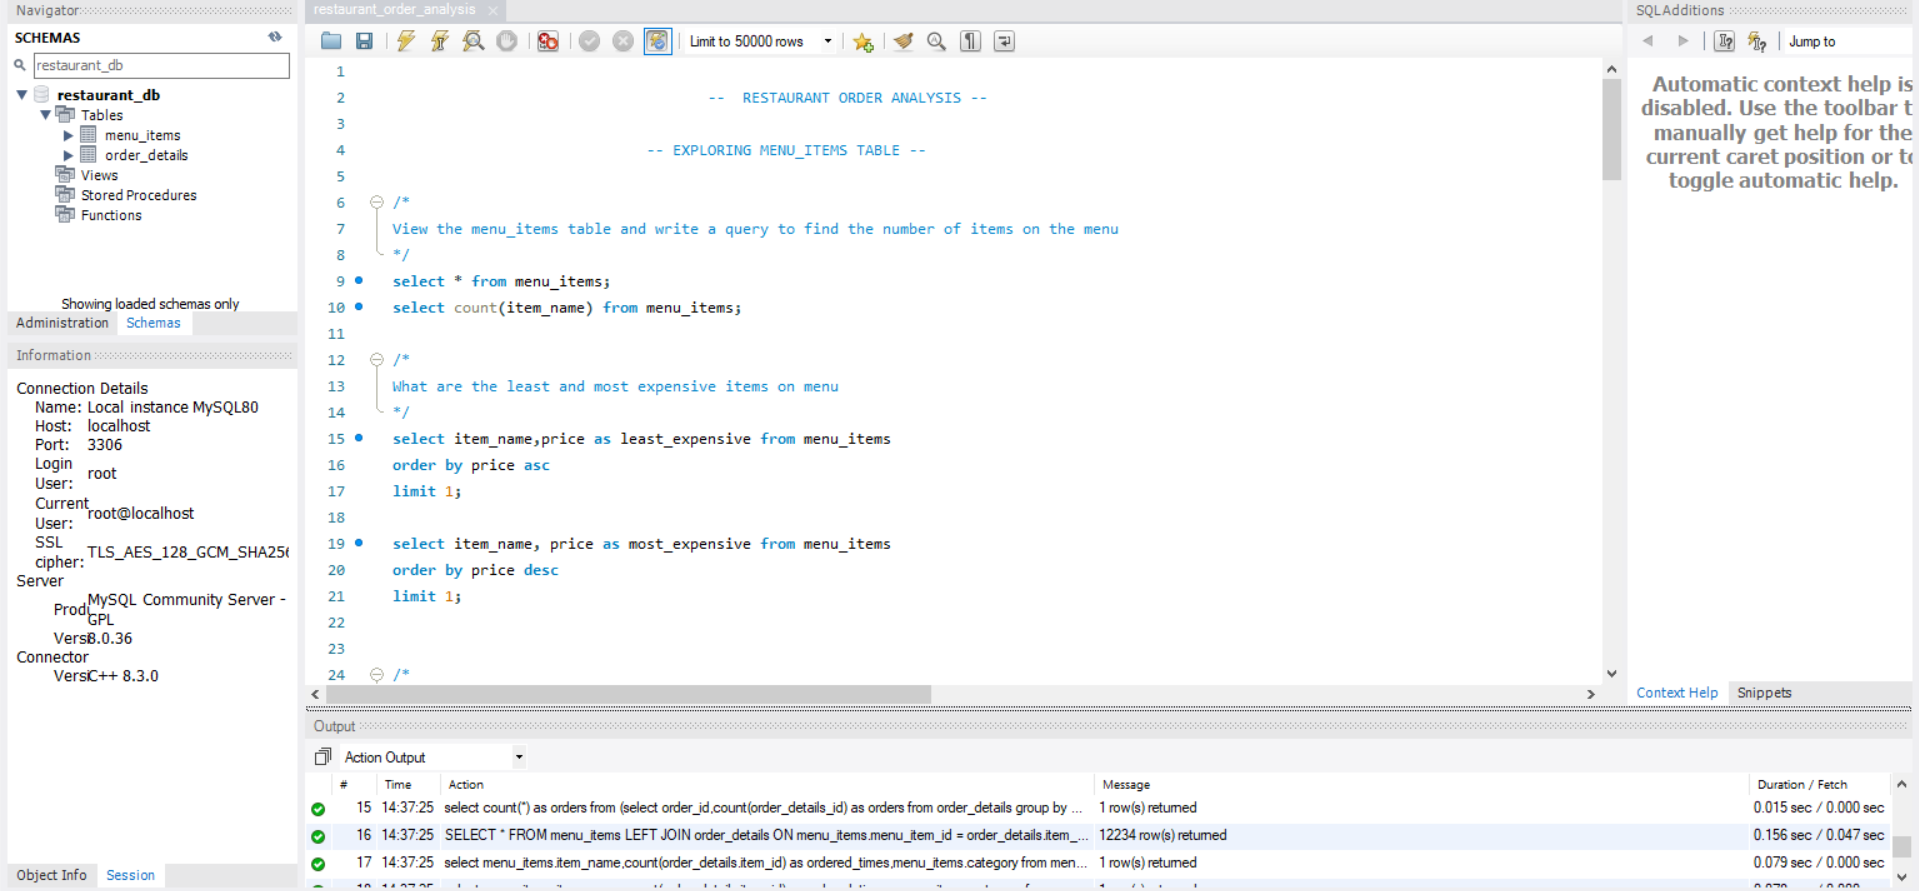 Navigator
SCHEMAS
restaurant_db
restaurant_db
Tables
menu_items
order_details
Views
Stored Procedures
Functions
Showing loaded schemas only
Administration Schemas
Information
Connection Details
Name: Local instance MySQL80
Host: localhost
Port: 3306
Login User: root
Current User: root@localhost
SSL cipher: TLS_AES_128_GCM_SHA256
Server
MySQL Community Server - GPL
8.0.36
Connector
C++ 8.3.0
Object Info Session
restaurant_order_analysis
Limit to 50000 rows
1
2 -- RESTAURANT ORDER ANALYSIS --
3
4 -- EXPLORING MENU_ITEMS TABLE --
5
6 /*
7 View the menu_items table and write a query to find the number of items on the menu
8 */
9 select * from menu_items;
10 select count(item_name) from menu_items;
11
12 /*
13 What are the least and most expensive items on menu
14 */
15 select item_name,price as least_expensive from menu_items
16 order by price asc
17 limit 1;
18
19 select item_name, price as most_expensive from menu_items
20 order by price desc
21 limit 1;
22
23
24 /*
SQLAdditions
Jump to
Automatic context help is
disabled. Use the toolbar t
manually get help for the
current caret position or to
toggle automatic help.
Context Help Snippets
Output
Action Output
# Time Action Message Duration / Fetch
15 14:37:25 select count(*) as orders from (select order_id,count(order_details_id) as orders from order_details group by ... 1 row(s) returned 0.015 sec / 0.000 sec
16 14:37:25 SELECT * FROM menu_items LEFT JOIN order_details ON menu_items.menu_item_id = order_details.item_... 12234 row(s) returned 0.156 sec / 0.047 sec
17 14:37:25 select menu_items.item_name,count(order_details.item_id) as ordered_times,menu_items.category from men... 1 row(s) returned 0.079 sec / 0.000 sec